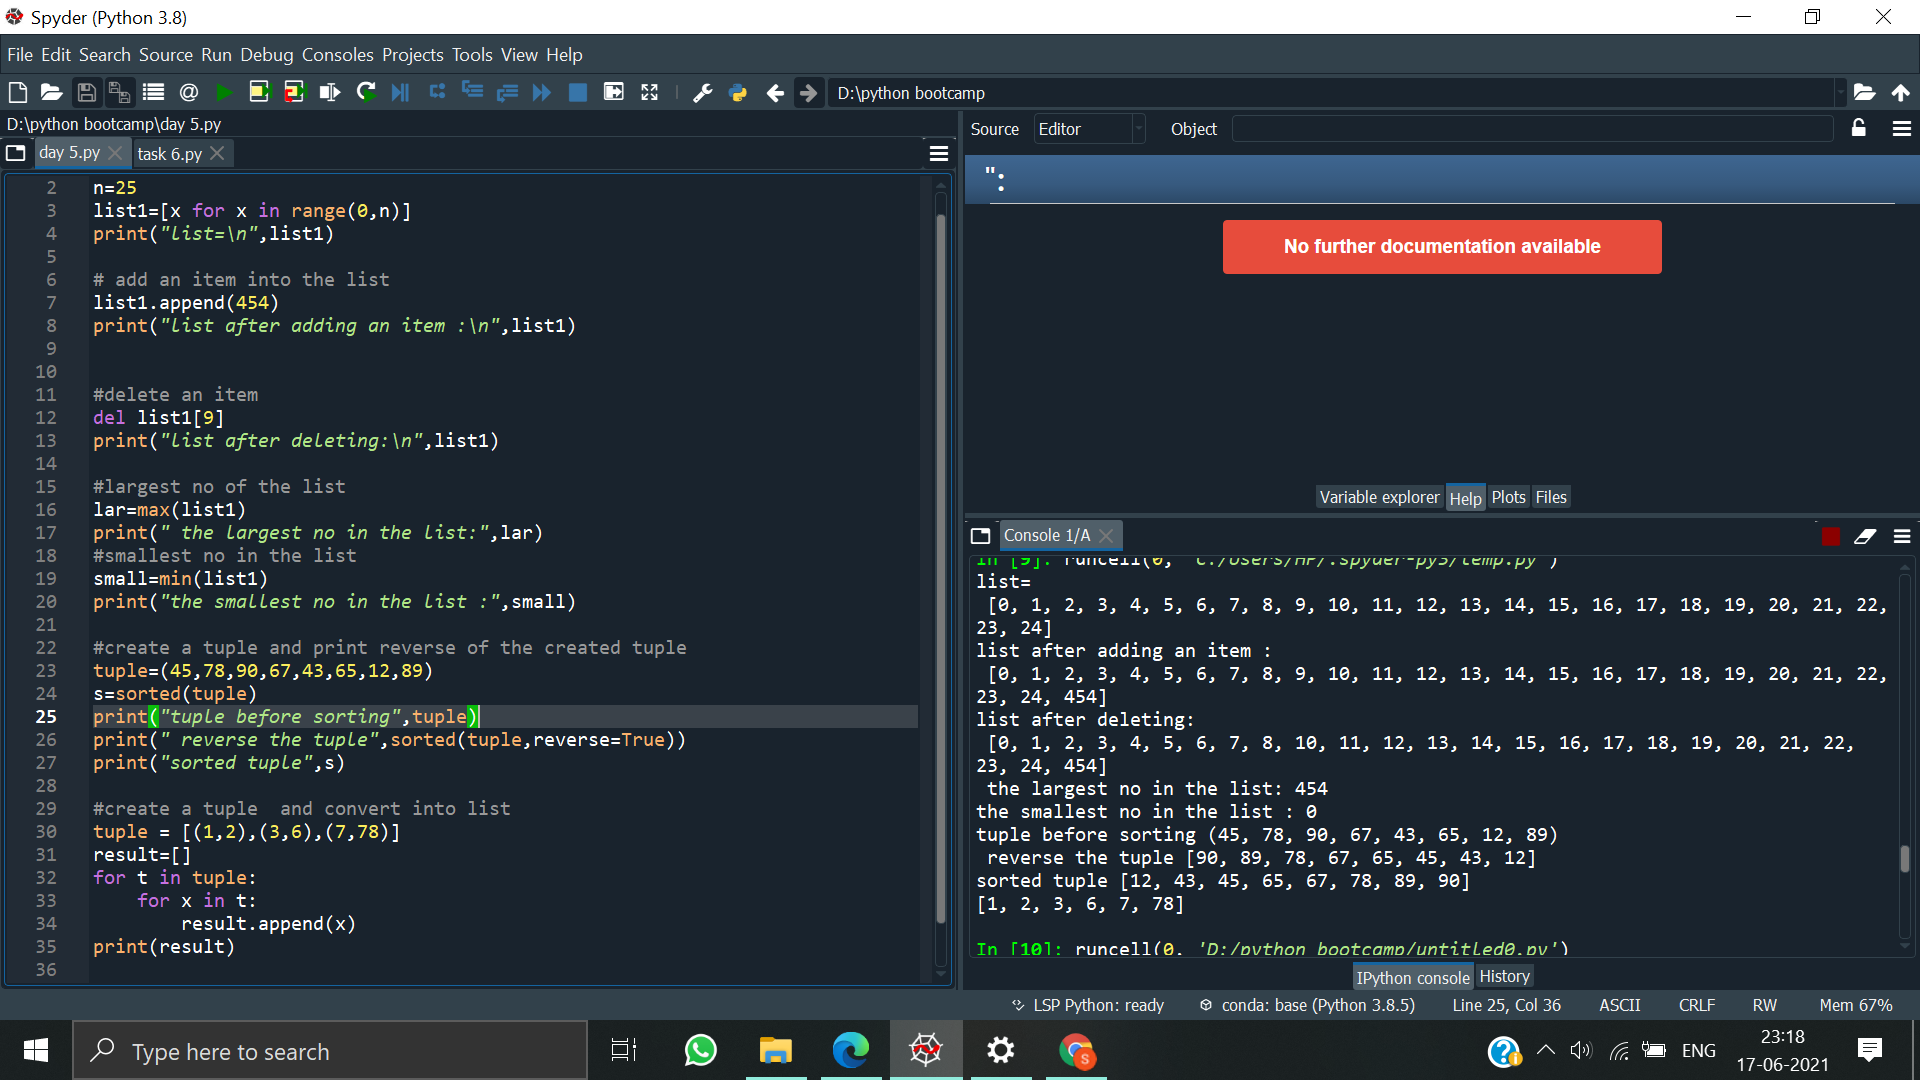 Spyder (Python 3.8)
File Edit Search Source Run Debug Consoles Projects Tools View Help
D:\python bootcamp
D:\python bootcamp\day 5.py
day 5.py
task 6.py
2 n=25
3 list1=[x for x in range(0,n)]
4 print("list=\n",list1)
5
6 # add an item into the list
7 list1.append(454)
8 print("list after adding an item :\n",list1)
9
10
11 #delete an item
12 del list1[9]
13 print("list after deleting:\n",list1)
14
15 #largest no of the list
16 lar=max(list1)
17 print(" the largest no in the list:",lar)
18 #smallest no in the list
19 small=min(list1)
20 print("the smallest no in the list :",small)
21
22 #create a tuple and print reverse of the created tuple
23 tuple=(45,78,90,67,43,65,12,89)
24 s=sorted(tuple)
25 print("tuple before sorting",tuple)
26 print(" reverse the tuple",sorted(tuple,reverse=True))
27 print("sorted tuple",s)
28
29 #create a tuple  and convert into list
30 tuple = [(1,2),(3,6),(7,78)]
31 result=[]
32 for t in tuple:
33     for x in t:
34         result.append(x)
35 print(result)
36
Source Editor Object
":
No further documentation available
Variable explorer Help Plots Files
Console 1/A
In [9]: runcell(0, 'C:/Users/HP/.spyder-py3/temp.py')
list=
 [0, 1, 2, 3, 4, 5, 6, 7, 8, 9, 10, 11, 12, 13, 14, 15, 16, 17, 18, 19, 20, 21, 22,
23, 24]
list after adding an item :
 [0, 1, 2, 3, 4, 5, 6, 7, 8, 9, 10, 11, 12, 13, 14, 15, 16, 17, 18, 19, 20, 21, 22,
23, 24, 454]
list after deleting:
 [0, 1, 2, 3, 4, 5, 6, 7, 8, 10, 11, 12, 13, 14, 15, 16, 17, 18, 19, 20, 21, 22,
23, 24, 454]
 the largest no in the list: 454
the smallest no in the list : 0
tuple before sorting (45, 78, 90, 67, 43, 65, 12, 89)
 reverse the tuple [90, 89, 78, 67, 65, 45, 43, 12]
sorted tuple [12, 43, 45, 65, 67, 78, 89, 90]
[1, 2, 3, 6, 7, 78]
In [10]: runcell(0, 'D:/python bootcamp/untitled0.py')
IPython console History
LSP Python: ready conda: base (Python 3.8.5) Line 25, Col 36 ASCII CRLF RW Mem 67%
Type here to search
ENG
23:18
17-06-2021